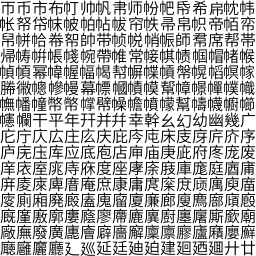 帀币市布帄帅帆帇师帉帊帋希帍帎帏
帐帑帒帓帔帕帖帗帘帙帚帛帜帝帞帟
帠帡帢帣帤帥带帧帨帩帪師帬席帮帯
帰帱帲帳帴帵帶帷常帹帺帻帼帽帾帿
幀幁幂幃幄幅幆幇幈幉幊幋幌幍幎幏
幐幑幒幓幔幕幖幗幘幙幚幛幜幝幞幟
幠幡幢幣幤幥幦幧幨幩幪幫幬幭幮幯
幰幱干平年幵并幷幸幹幺幻幼幽幾广
庀庁庂広庄庅庆庇庈庉床庋庌庍庎序
庐庑庒库应底庖店庘庙庚庛府庝庞废
庠庡庢庣庤庥度座庨庩庪庫庬庭庮庯
庰庱庲庳庴庵庶康庸庹庺庻庼庽庾庿
廀廁廂廃廄廅廆廇廈廉廊廋廌廍廎廏
廐廑廒廓廔廕廖廗廘廙廚廛廜廝廞廟
廠廡廢廣廤廥廦廧廨廩廪廫廬廭廮廯
廰廱廲廳廴廵延廷廸廹建廻廼廽廾廿